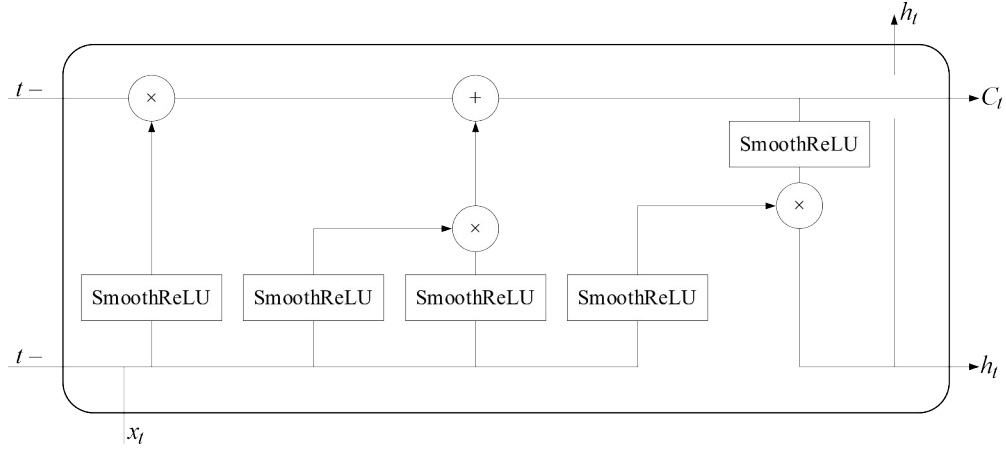 h_t
t –
×
+
C_t
SmoothReLU
×
×
SmoothReLU
SmoothReLU
SmoothReLU
SmoothReLU
t –
h_t
x_t